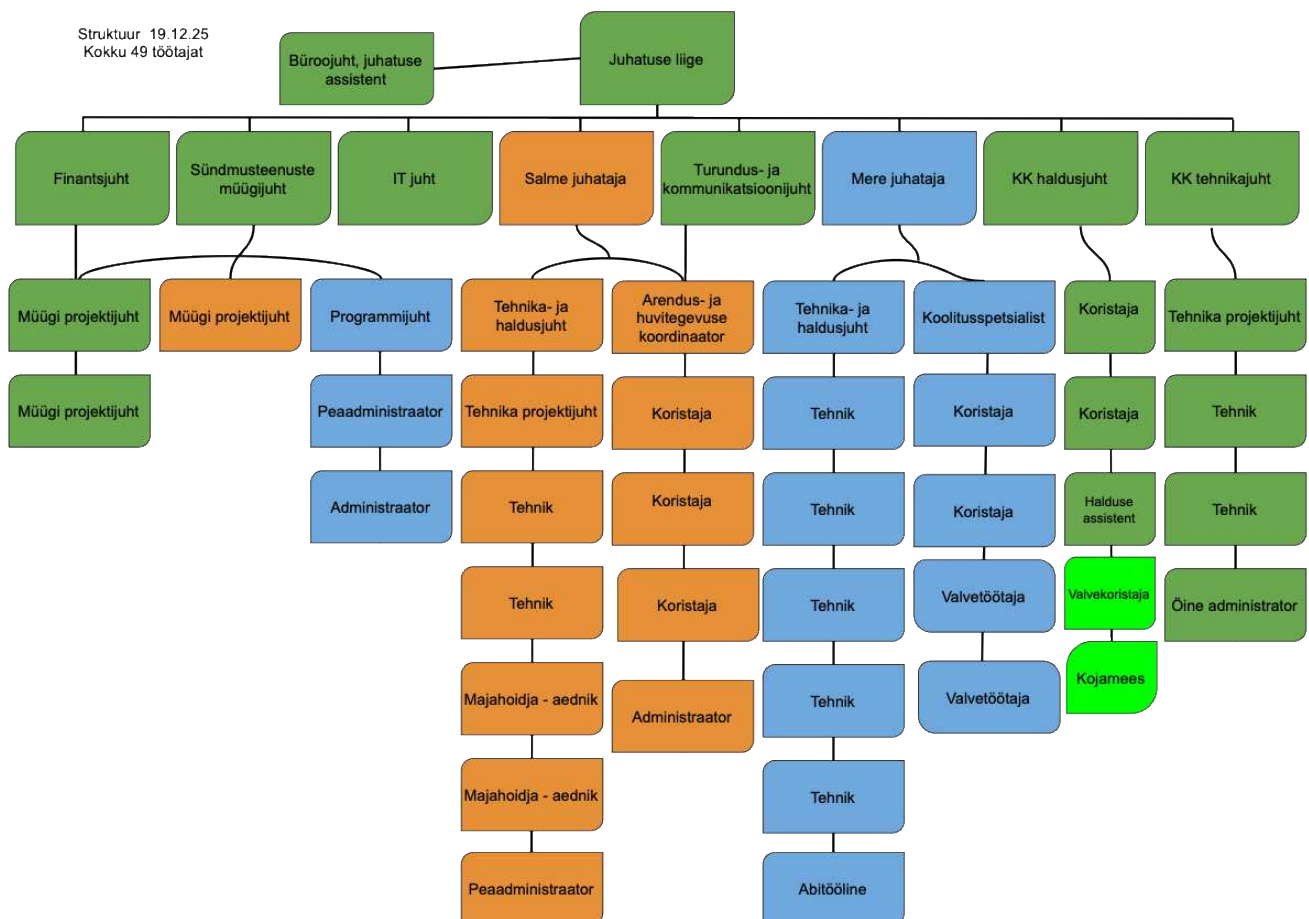 Struktuur 19.12.25
Kokku 49 töötajat
Büroojuht, juhatuse
assistent
Juhatuse liige
Finantsjuht
Sündmusteenuste
müügijuht
IT juht
Salme juhataja
Turundus- ja
kommunikatsioonijuht
Mere juhataja
KK haldusjuht
KK tehnikajuht
Müügi projektijuht
Müügi projektijuht
Programmijuht
Tehnika- ja
haldusjuht
Arendus- ja
huvitegevuse
koordinaator
Tehnika- ja
haldusjuht
Koolitusspetsialist
Koristaja
Tehnika projektijuht
Müügi projektijuht
Peaadministraator
Tehnika projektijuht
Koristaja
Tehnik
Koristaja
Koristaja
Tehnik
Administraator
Tehnik
Koristaja
Tehnik
Koristaja
Halduse
assistent
Tehnik
Tehnik
Koristaja
Tehnik
Valvetöötaja
Valvekoristaja
Öine administrator
Majahoidja - aednik
Administraator
Tehnik
Valvetöötaja
Kojamees
Majahoidja - aednik
Tehnik
Peaadministraator
Abitööline